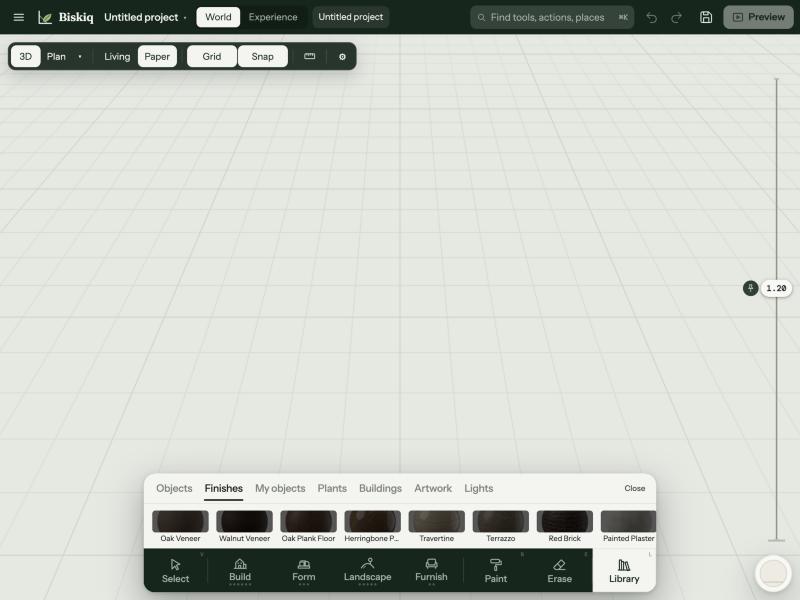 Biskiq Untitled project World Experience Untitled project Find tools, actions, places ⌘K Preview
3D Plan Living Paper Grid Snap
1.20
Objects Finishes My objects Plants Buildings Artwork Lights Close
Oak Veneer Walnut Veneer Oak Plank Floor Herringbone P... Travertine Terrazzo Red Brick Painted Plaster
Select V Build Form Landscape Furnish Paint Erase E Library L